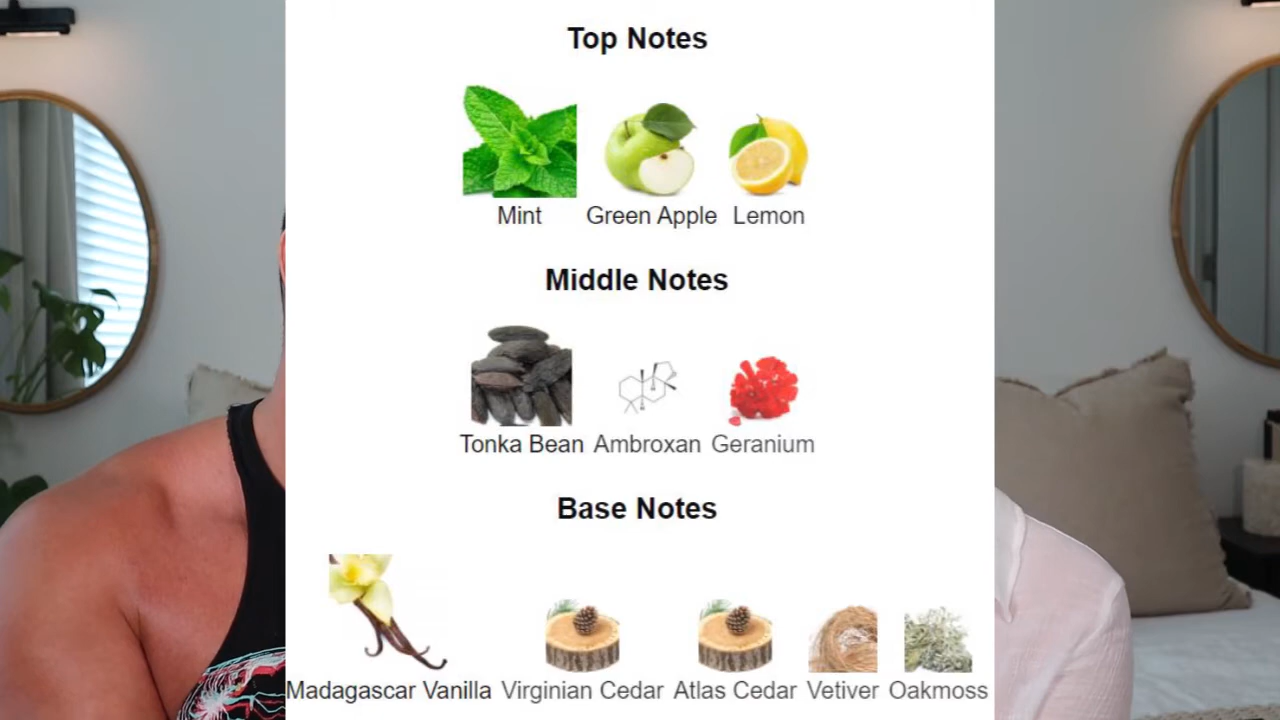 Top Notes
Mint Green Apple Lemon
Middle Notes
Tonka Bean Ambroxan Geranium
Base Notes
Madagascar Vanilla Virginian Cedar Atlas Cedar Vetiver Oakmoss